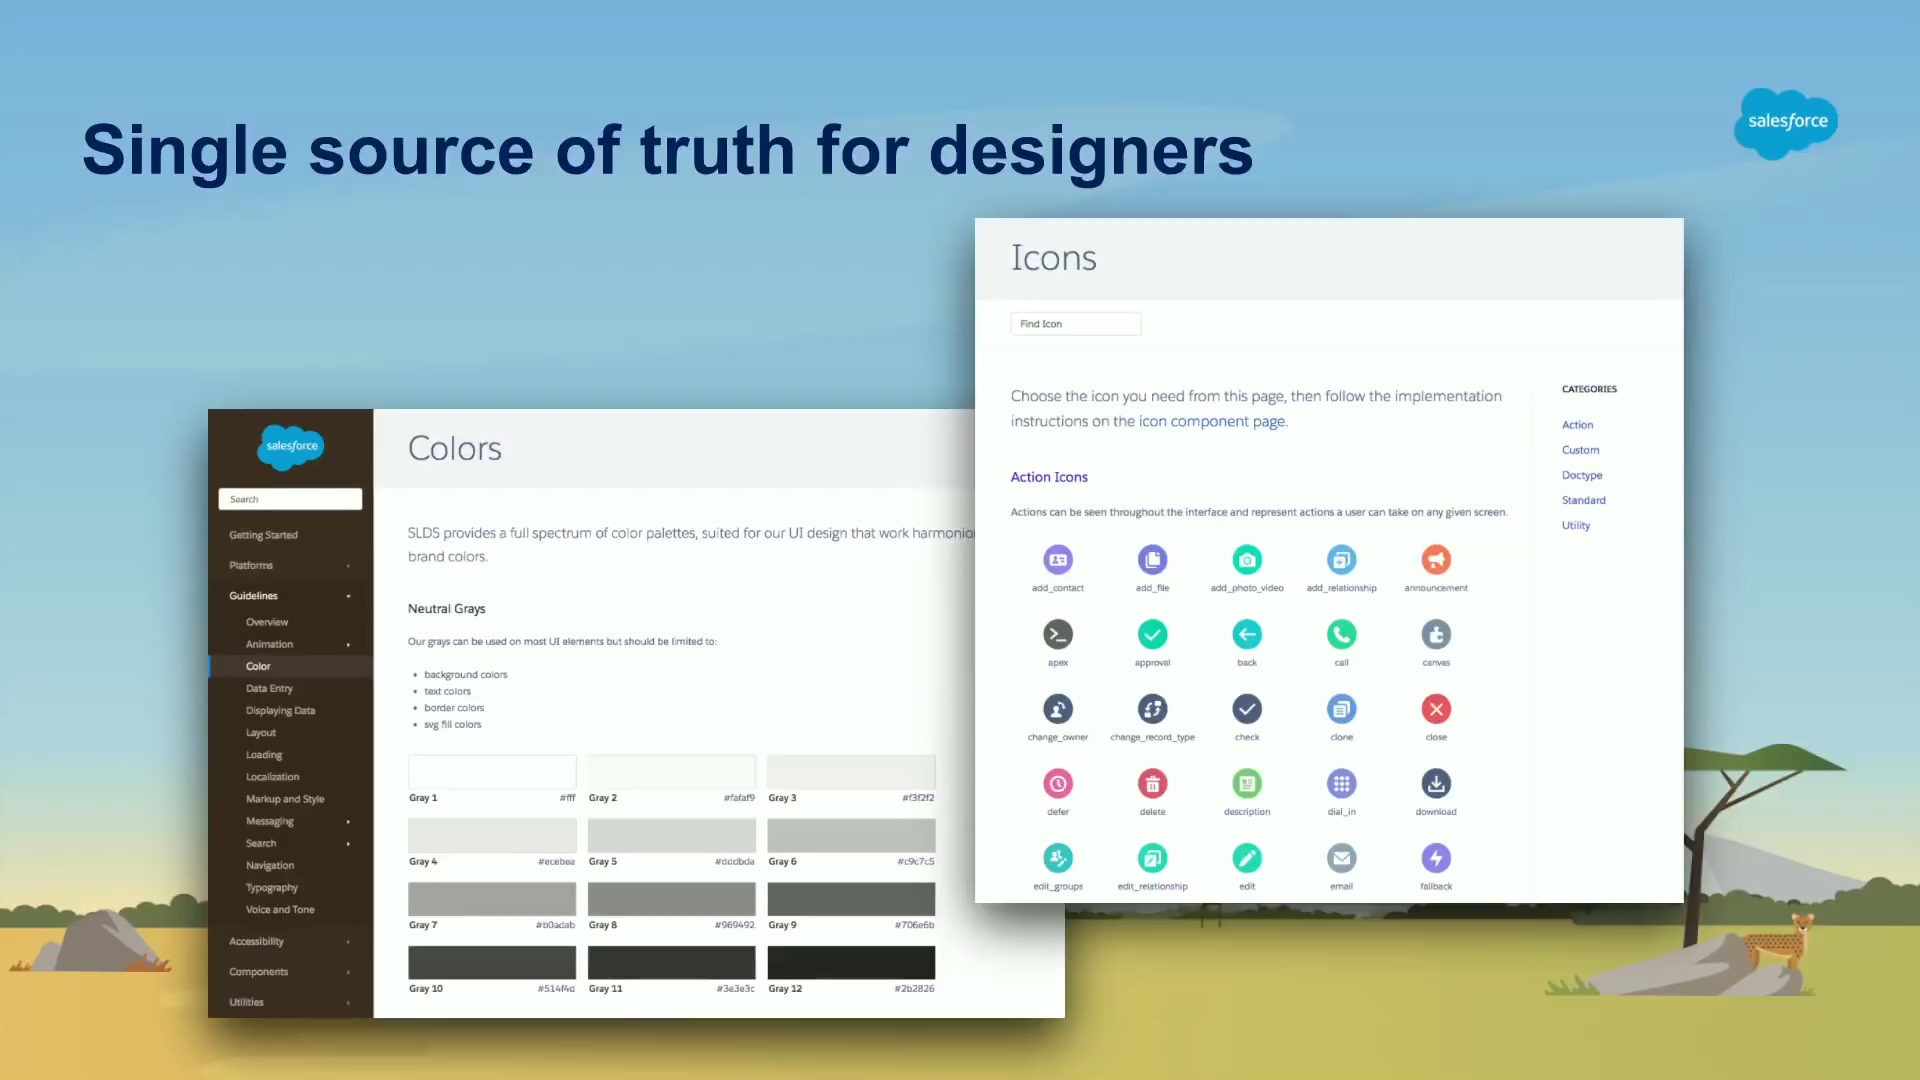 Single source of truth for designers
salesforce
Icons
Find Icon
Choose the icon you need from this page, then follow the implementation
instructions on the icon component page.
Action Icons
Actions can be seen throughout the interface and represent actions a user can take on any given screen.
add_contact
add_file
add_photo_video
add_relationship
announcement
apex
approval
back
call
canvas
change_owner
change_record_type
check
clone
close
defer
delete
description
dial_in
download
edit_groups
edit_relationship
edit
email
fallback
CATEGORIES
Action
Custom
Doctype
Standard
Utility
salesforce
Search
Getting Started
Platforms
Guidelines
Overview
Animation
Color
Data Entry
Displaying Data
Layout
Loading
Localization
Markup and Style
Messaging
Search
Navigation
Typography
Voice and Tone
Accessibility
Components
Utilities
Colors
SLDS provides a full spectrum of color palettes, suited for our UI design that work harmonio
brand colors.
Neutral Grays
Our grays can be used on most UI elements but should be limited to:
• background colors
• text colors
• border colors
• svg fill colors
Gray 1 #fff Gray 2 #fafaf9 Gray 3 #f3f2f2
Gray 4 #ecebea Gray 5 #dddbda Gray 6 #c9c7c5
Gray 7 #b0adab Gray 8 #969492 Gray 9 #706e6b
Gray 10 #514f4d Gray 11 #3e3e3c Gray 12 #2b2826